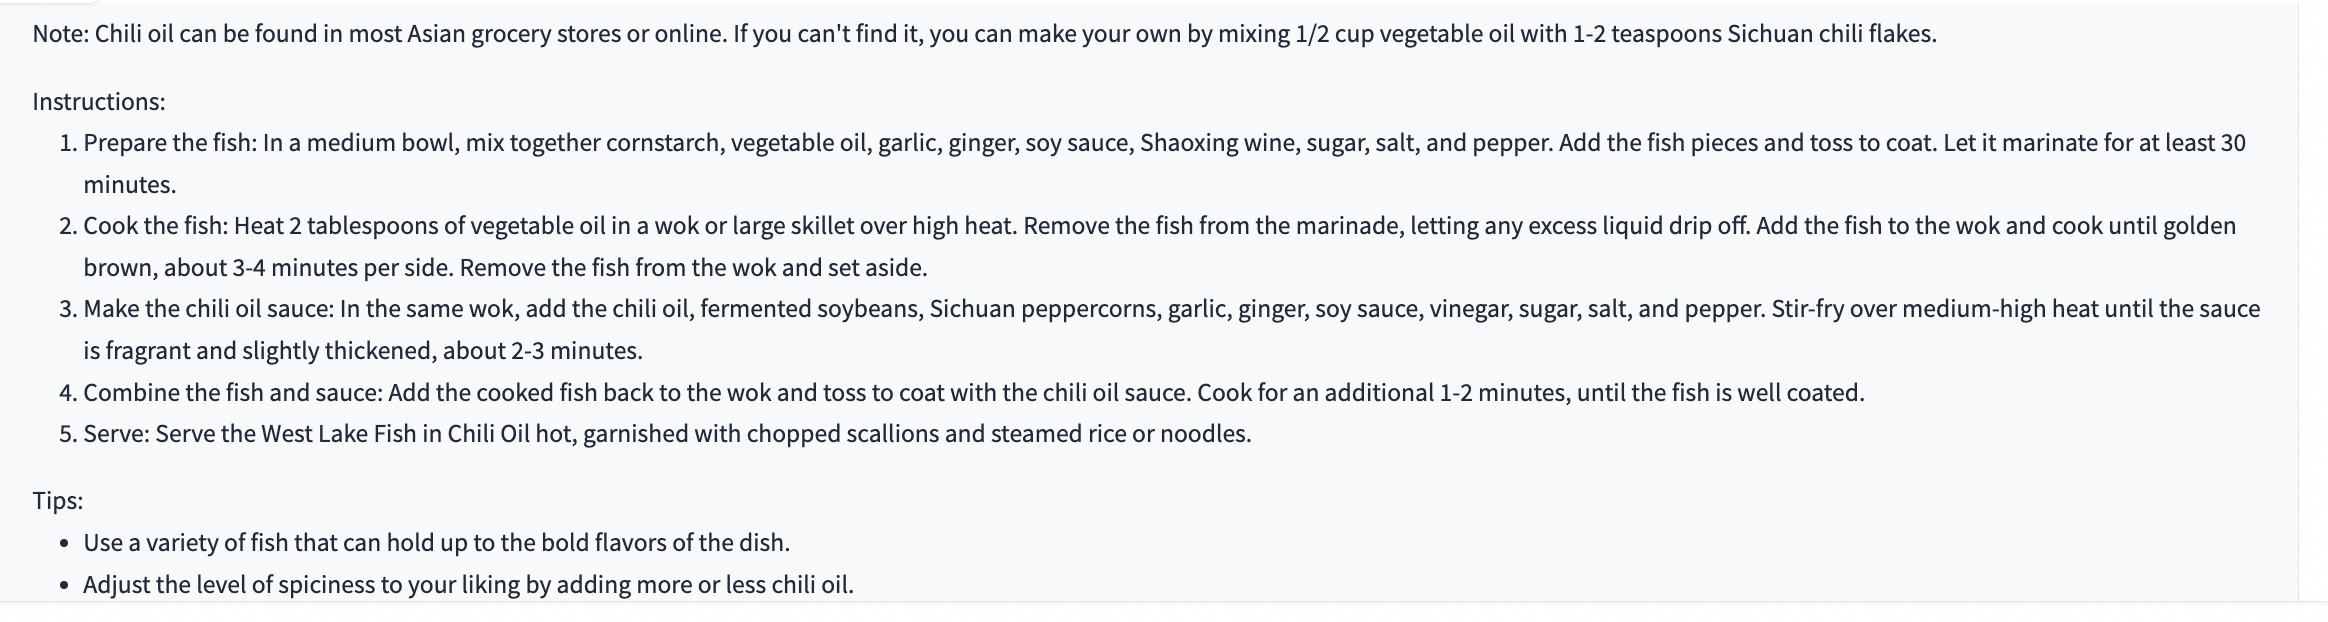 Note: Chili oil can be found in most Asian grocery stores or online. If you can't find it, you can make your own by mixing 1/2 cup vegetable oil with 1-2 teaspoons Sichuan chili flakes.
Instructions:
1. Prepare the fish: In a medium bowl, mix together cornstarch, vegetable oil, garlic, ginger, soy sauce, Shaoxing wine, sugar, salt, and pepper. Add the fish pieces and toss to coat. Let it marinate for at least 30
minutes.
2. Cook the fish: Heat 2 tablespoons of vegetable oil in a wok or large skillet over high heat. Remove the fish from the marinade, letting any excess liquid drip off. Add the fish to the wok and cook until golden
brown, about 3-4 minutes per side. Remove the fish from the wok and set aside.
3. Make the chili oil sauce: In the same wok, add the chili oil, fermented soybeans, Sichuan peppercorns, garlic, ginger, soy sauce, vinegar, sugar, salt, and pepper. Stir-fry over medium-high heat until the sauce
is fragrant and slightly thickened, about 2-3 minutes.
4. Combine the fish and sauce: Add the cooked fish back to the wok and toss to coat with the chili oil sauce. Cook for an additional 1-2 minutes, until the fish is well coated.
5. Serve: Serve the West Lake Fish in Chili Oil hot, garnished with chopped scallions and steamed rice or noodles.
Tips:
• Use a variety of fish that can hold up to the bold flavors of the dish.
• Adjust the level of spiciness to your liking by adding more or less chili oil.